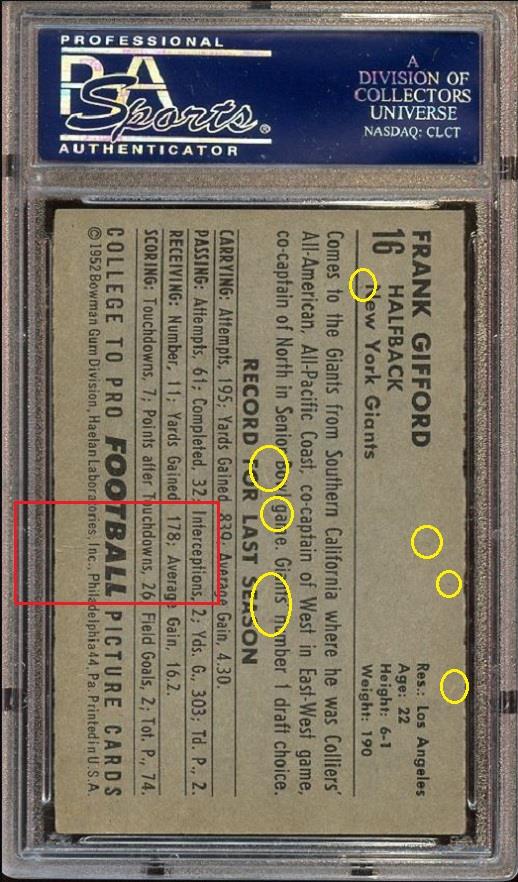 PROFESSIONAL
PSA
Sports®
AUTHENTICATOR
A
DIVISION OF
COLLECTORS
UNIVERSE
NASDAQ: CLCT
FRANK GIFFORD
16 HALFBACK
New York Giants
Res.: Los Angeles
Age: 22
Height: 6-1
Weight: 190
Comes to the Giants from Southern California where he was Colliers'
All-American, All-Pacific Coast, co-captain of West in East-West game,
co-captain of North in Senior Bowl game. Giants number 1 draft choice.
RECORD FOR LAST SEASON
CARRYING: Attempts, 195; Yards Gained, 839; Average Gain, 4.30.
PASSING: Attempts, 61; Completed, 32; Interceptions, 2; Yds. G., 303; Td. P., 2.
RECEIVING: Number, 11; Yards Gained, 178; Average Gain, 16.2.
SCORING: Touchdowns, 7; Points after Touchdowns, 26; Field Goals, 2; Tot. P., 74.
COLLEGE TO PRO FOOTBALL PICTURE CARDS
©1952 Bowman Gum Division, Haelan Laboratories, Inc., Philadelphia 44, Pa. Printed in U.S.A.